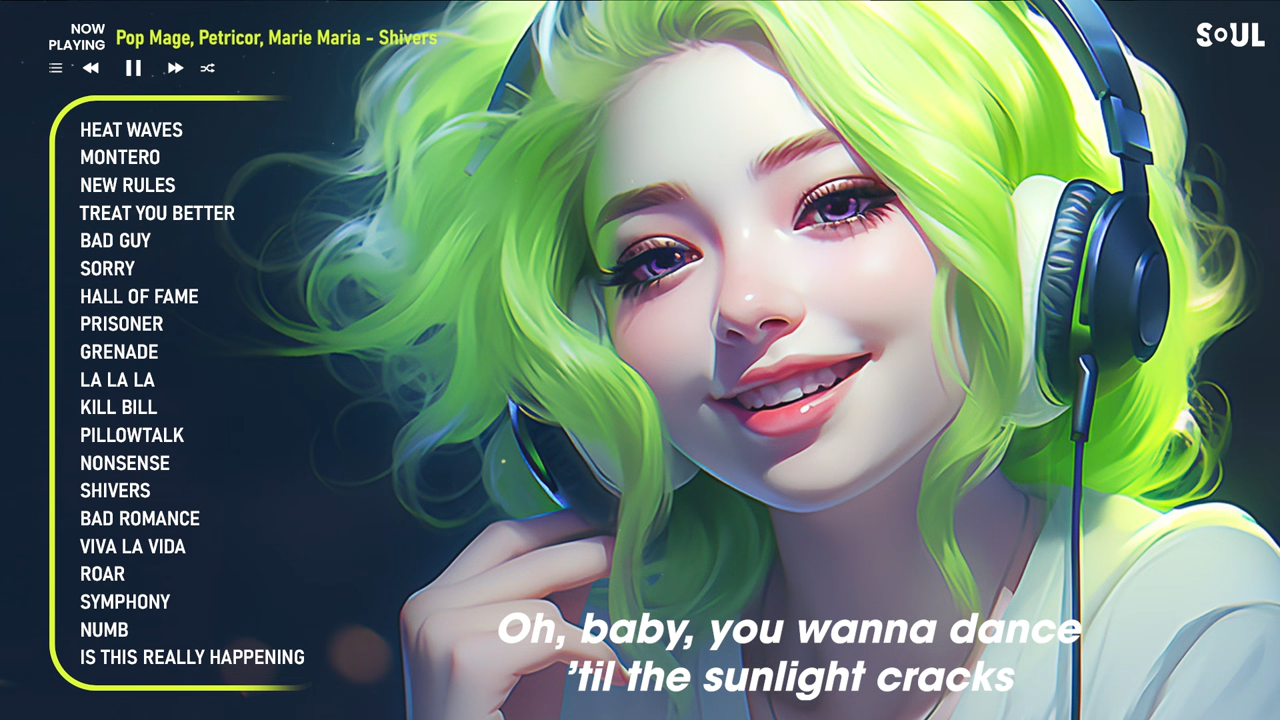 NOW
PLAYING
Pop Mage, Petricor, Marie Maria - Shivers
SOUL
HEAT WAVES
MONTERO
NEW RULES
TREAT YOU BETTER
BAD GUY
SORRY
HALL OF FAME
PRISONER
GRENADE
LA LA LA
KILL BILL
PILLOWTALK
NONSENSE
SHIVERS
BAD ROMANCE
VIVA LA VIDA
ROAR
SYMPHONY
NUMB
IS THIS REALLY HAPPENING
Oh, baby, you wanna dance
'til the sunlight cracks